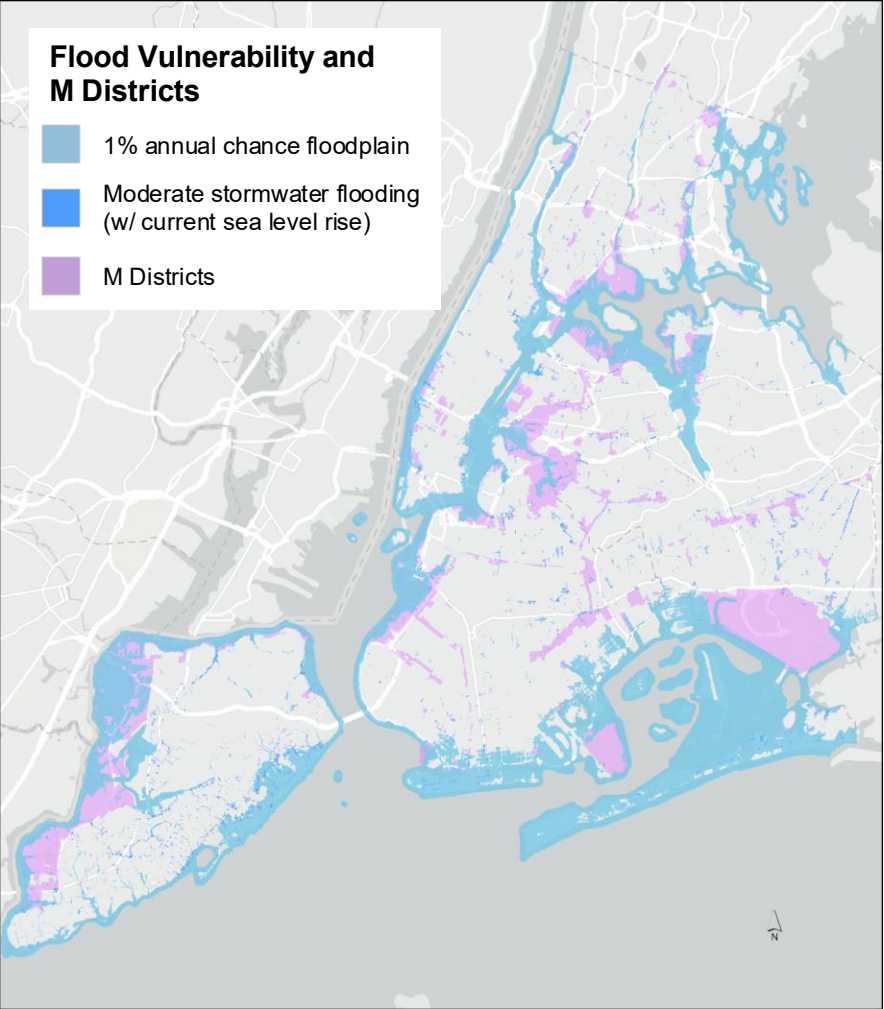 Flood Vulnerability and
M Districts
1% annual chance floodplain
Moderate stormwater flooding
(w/ current sea level rise)
M Districts
N